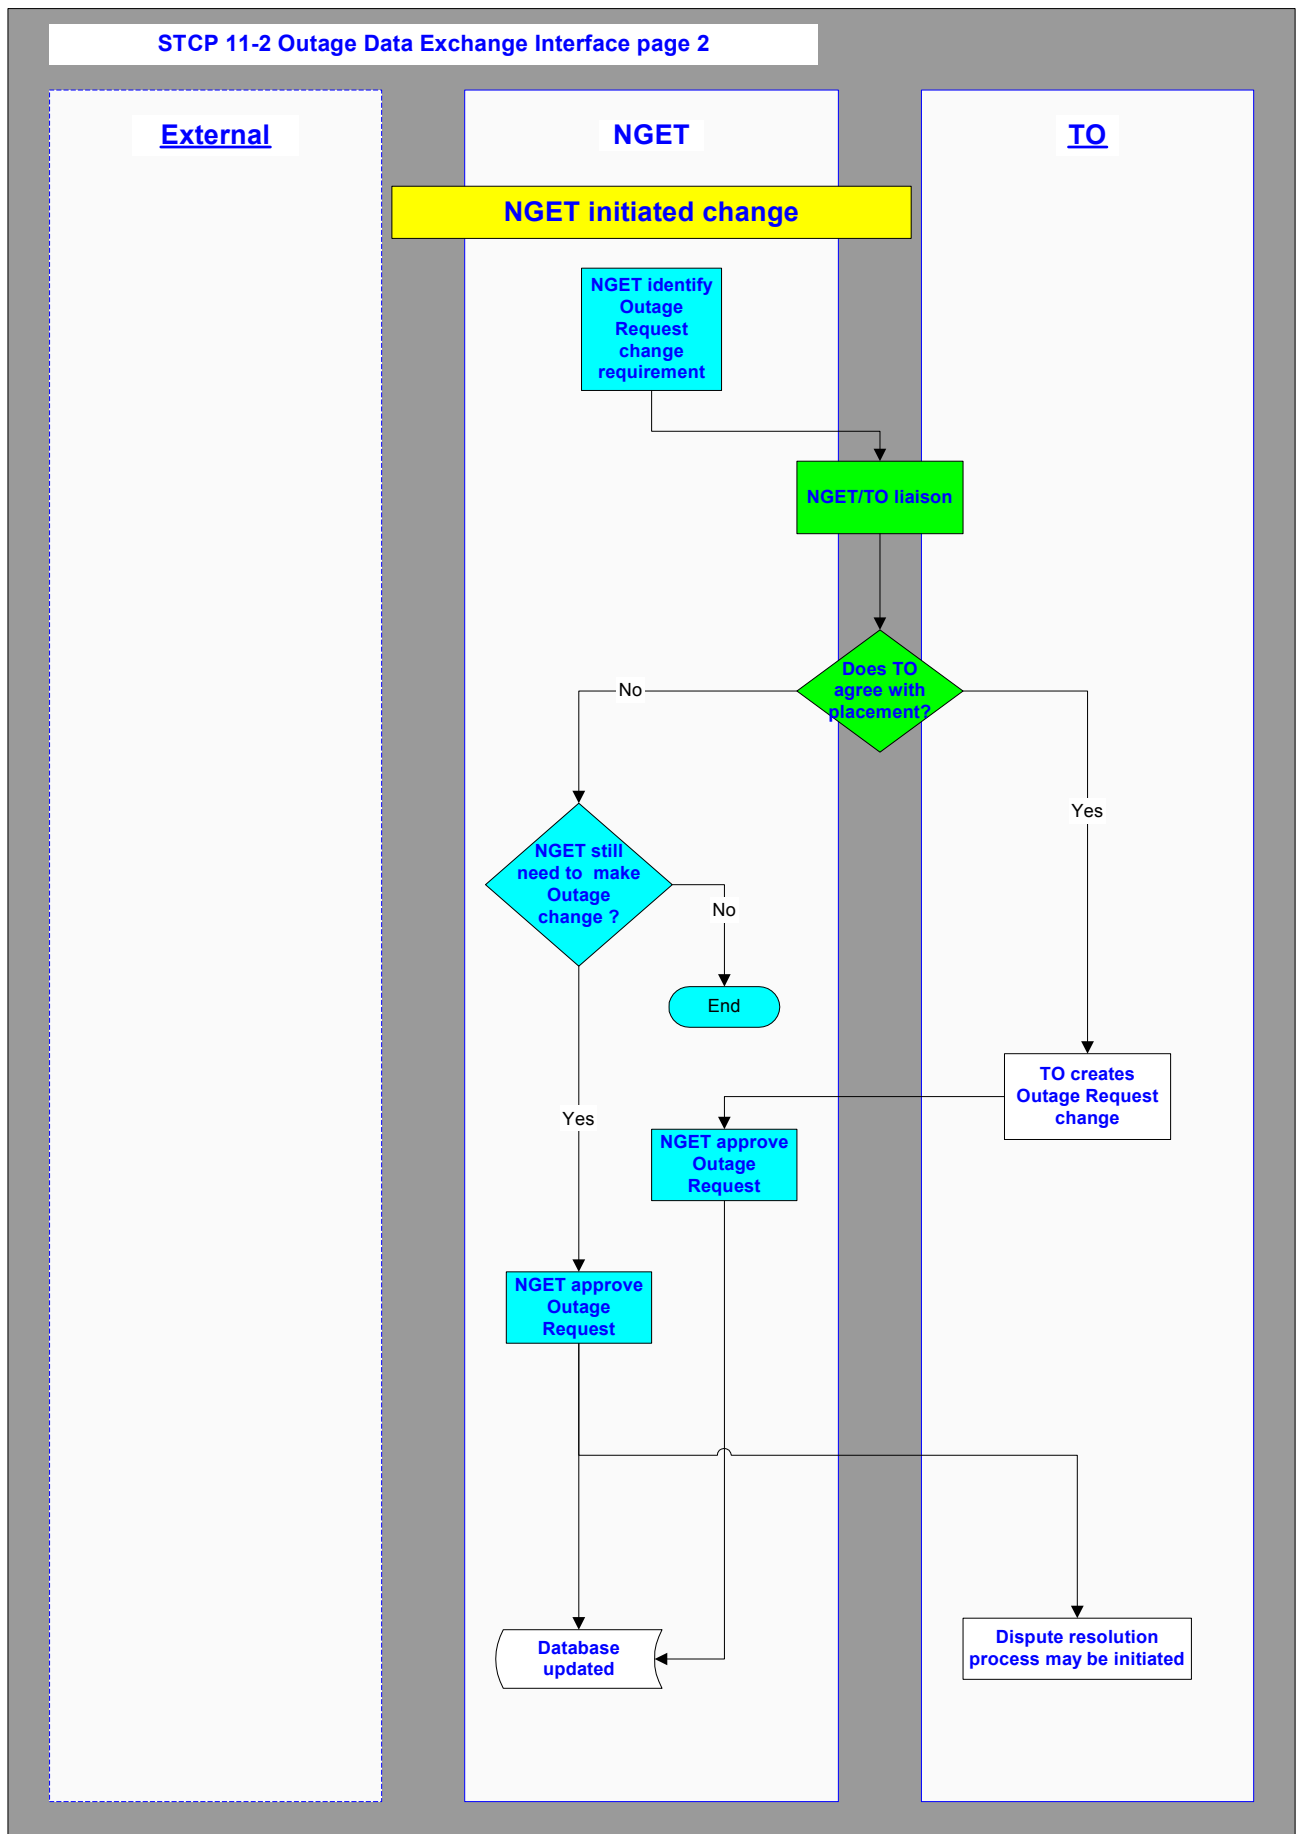 STCP 11-2 Outage Data Exchange Interface page 2
External
NGET
TO
NGET initiated change
NGET identify
Outage
Request
change
requirement
NGET/TO liaison
Does TO
agree with
placement?
No
Yes
NGET still
need to  make
Outage
change ?
No
End
TO creates
Outage Request
change
Yes
NGET approve
Outage
Request
NGET approve
Outage
Request
Database
updated
Dispute resolution
process may be initiated